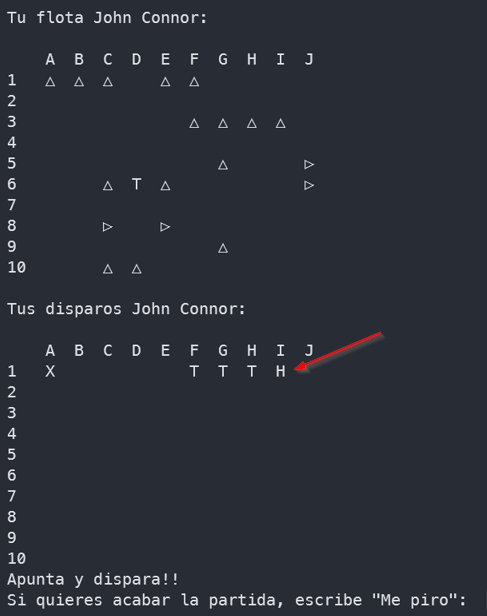 Tu flota John Connor:
A B C D E F G H I J
1 △ △ △ △ △
2
3 △ △ △ △
4
5 △ ▷
6 △ T △ ▷
7
8 ▷ ▷
9 △
10 △ △
Tus disparos John Connor:
A B C D E F G H I J
1 X T T T H
2
3
4
5
6
7
8
9
10
Apunta y dispara!!
Si quieres acabar la partida, escribe "Me piro":